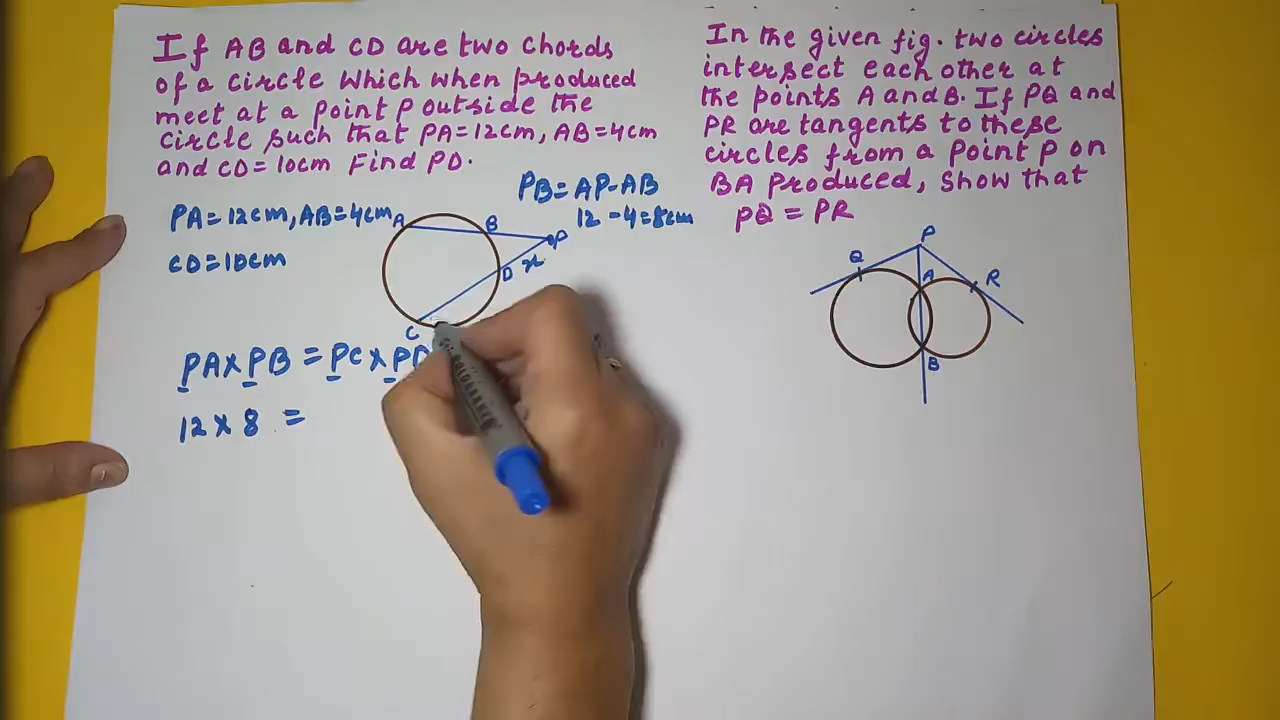 If AB and CD are two chords
of a circle which when produced
meet at a point P outside the
circle such that PA=12cm, AB=4cm
and CD=10cm Find PD.
PB=AP-AB
12-4=8cm
PA=12cm, AB=4cm
CD=10cm
A
B
P
D
x
C
PA×PB=PC×PD
12×8=
In the given fig. two circles
intersect each other at
the points A and B. If PQ and
PR are tangents to these
circles from a point P on
BA produced, show that
PQ=PR
P
Q
A
R
B